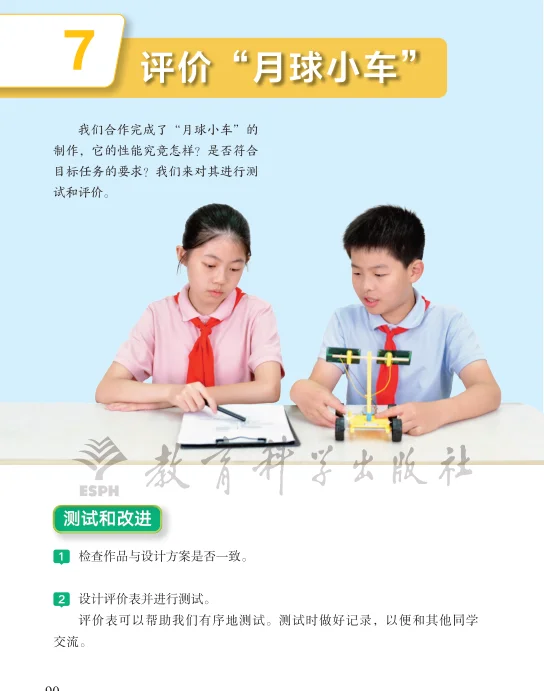 7
评价“月球小车”
我们合作完成了“月球小车”的
制作，它的性能究竟怎样？是否符合
目标任务的要求？我们来对其进行测
试和评价。
教育科学出版社
ESPH
测试和改进
1 检查作品与设计方案是否一致。
2 设计评价表并进行测试。
评价表可以帮助我们有序地测试。测试时做好记录，以便和其他同学
交流。